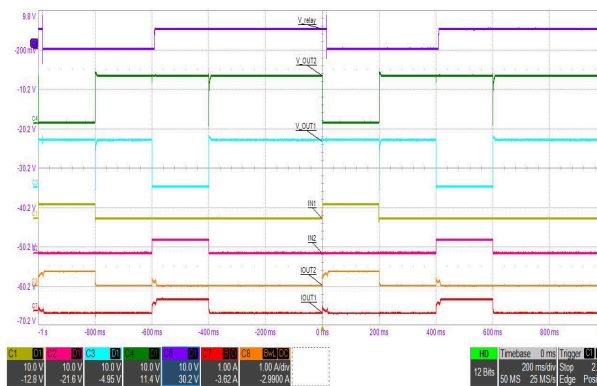 9.8 V
V_relay
-200 mV
V_OUT2
-10.2 V
C4
V_OUT1
-30.2 V
-40.2 V
IN1
IN2
-50.2 V
IOUT2
-60.2 V
IOUT1
-70.2 V
-1 s -800 ms -600 ms -400 ms -200 ms 0 ms 200 ms 400 ms 600 ms 800 ms
C1 C2 C3 C4 C6 C7 C8 BwL DC HD Timebase 0 ms Trigger C1
10.0 V 10.0 V 10.0 V 10.0 V 10.0 V 1.00 A 1.00 A/div 12 Bits 200 ms/div Stop
-12.8 V -21.6 V -4.95 V 11.4 V 30.2 V -3.62 A -2.9900 A 50 MS 25 MS/s Edge